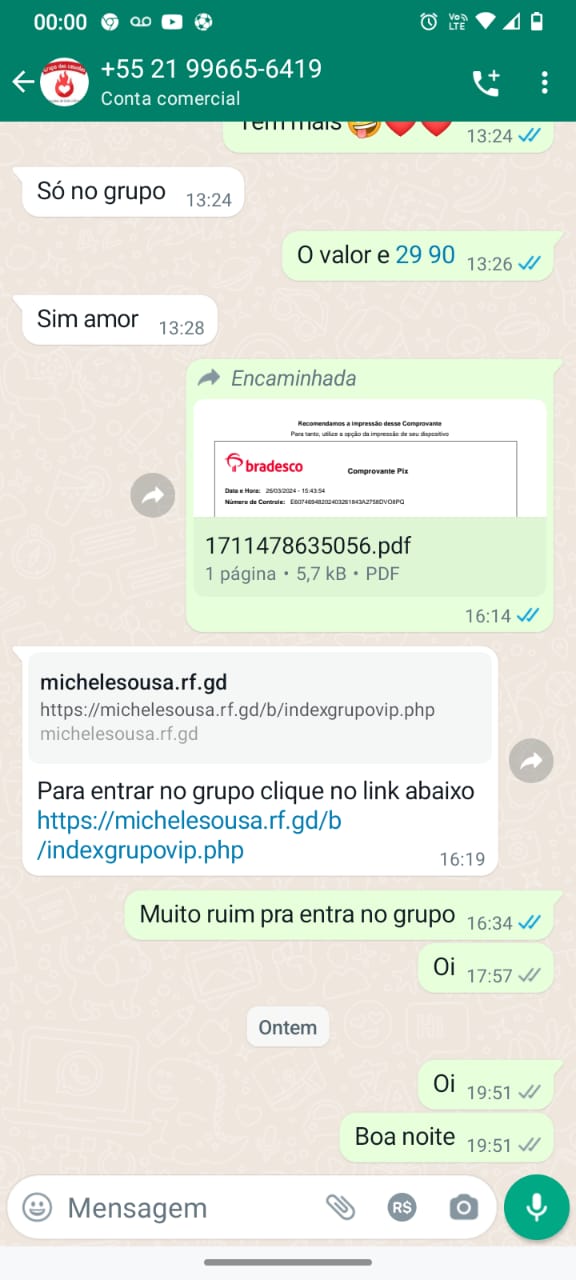 00:00
VoLTE
+55 21 99665-6419
Conta comercial
Tem mais 13:24
Só no grupo 13:24
O valor e 29 90 13:26
Sim amor 13:28
Encaminhada
Recomendamos a impressão desse Comprovante
Para tanto, utilize a opção da impressão de seu dispositivo
bradesco
Comprovante Pix
Data e Hora: 26/03/2024 - 15:43:54
Número de Controle:
1711478635056.pdf
1 página • 5,7 kB • PDF
16:14
michelesousa.rf.gd
https://michelesousa.rf.gd/b/indexgrupovip.php
michelesousa.rf.gd
Para entrar no grupo clique no link abaixo
https://michelesousa.rf.gd/b
/indexgrupovip.php
16:19
Muito ruim pra entra no grupo 16:34
Oi 17:57
Ontem
Oi 19:51
Boa noite 19:51
Mensagem
R$